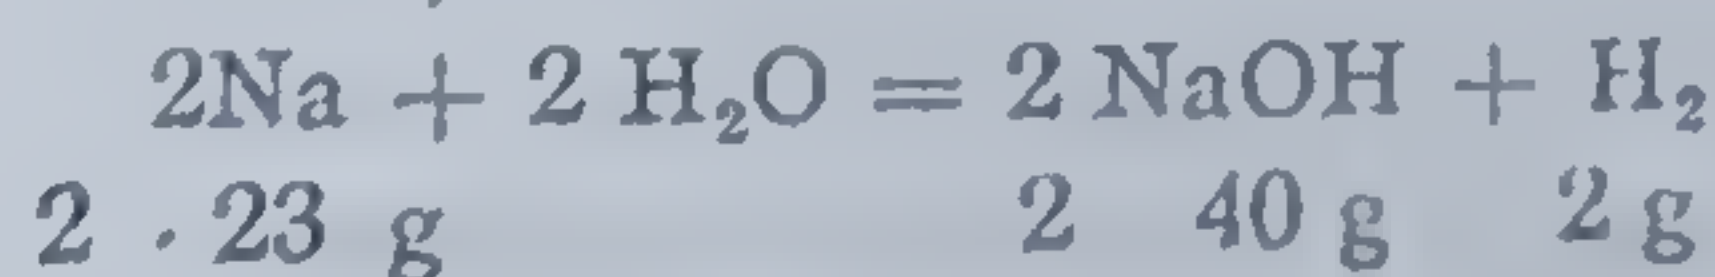 2Na + 2 H₂O = 2 NaOH + H₂
2 . 23 g 2 40 g 2 g